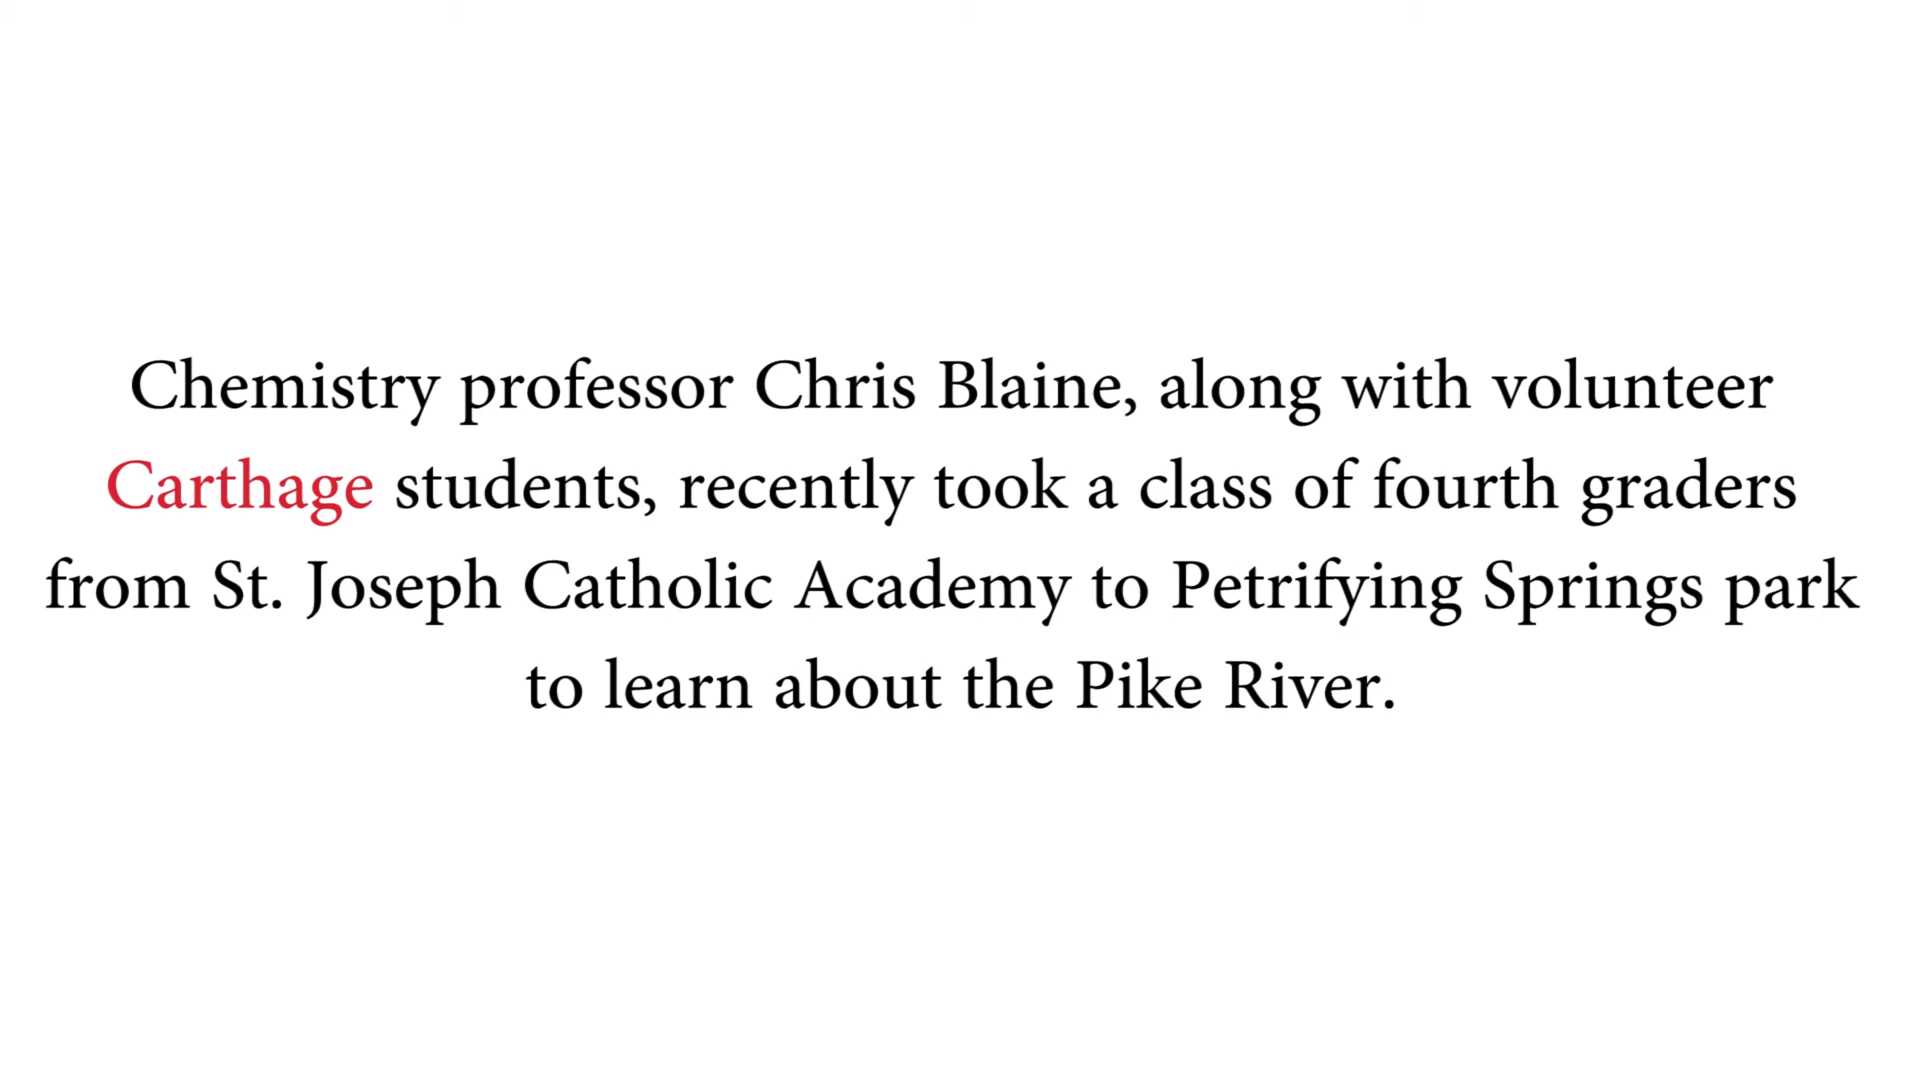 Chemistry professor Chris Blaine, along with volunteer
Carthage students, recently took a class of fourth graders
from St. Joseph Catholic Academy to Petrifying Springs park
to learn about the Pike River.